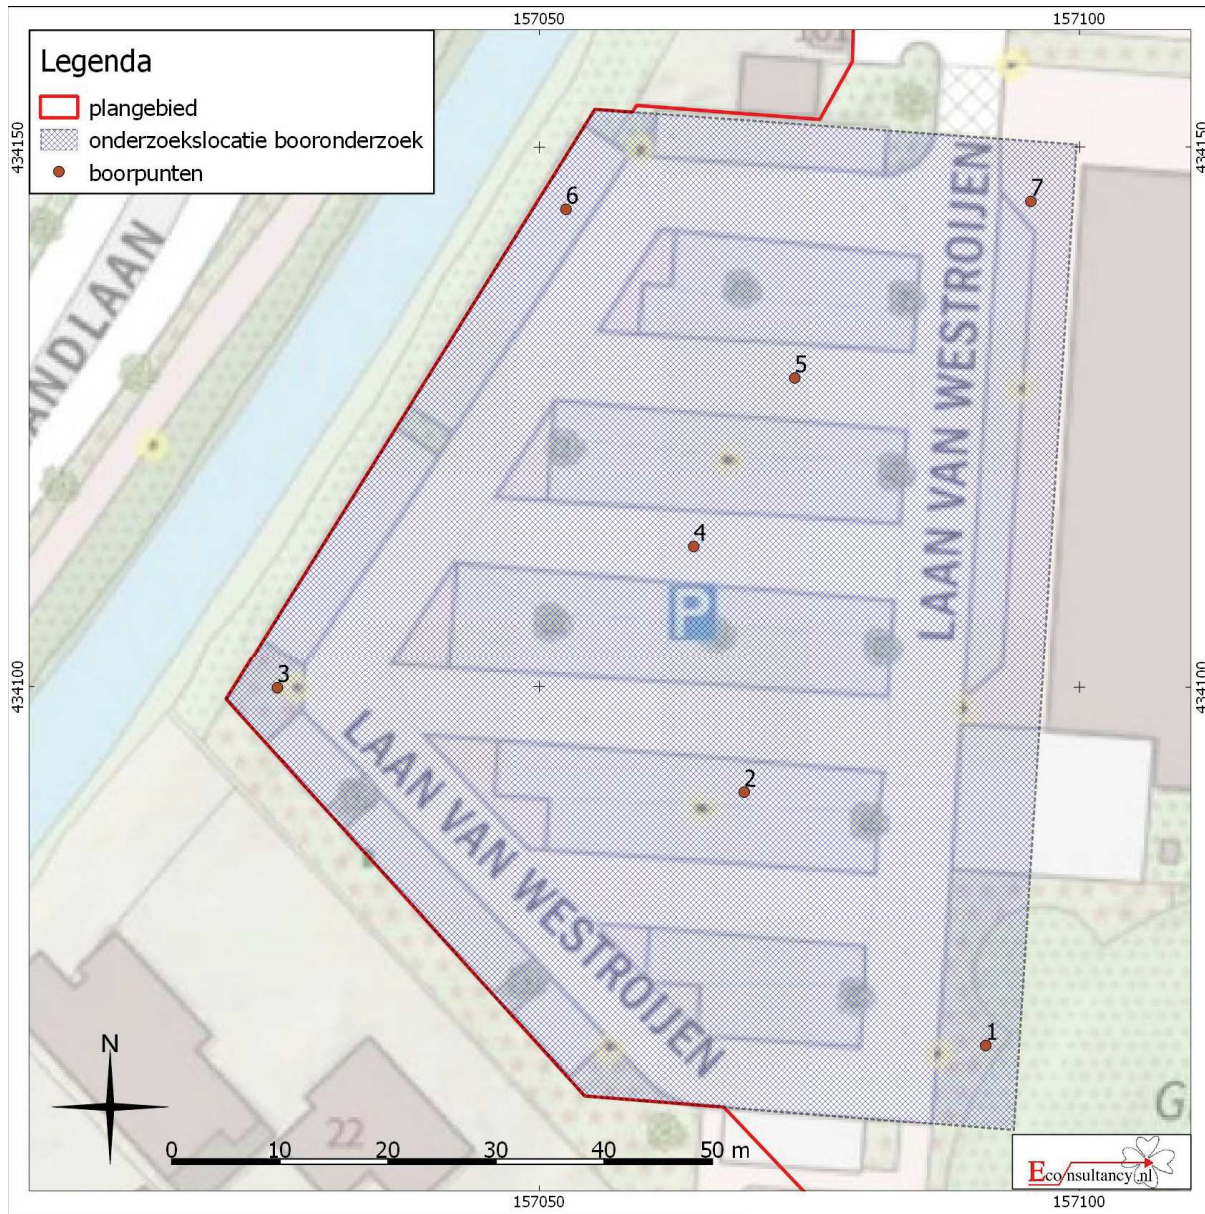 157050
157100
Legenda
plangebied
onderzoekslocatie booronderzoek
boorpunten
434150
434150
6
7
ANDLAAN
LAAN VAN WESTROIJEN
5
4
P
3
434100
434100
2
LAAN VAN WESTROIJEN
1
N
22
G
0 10 20 30 40 50 m
Econsultancy.nl
157050
157100